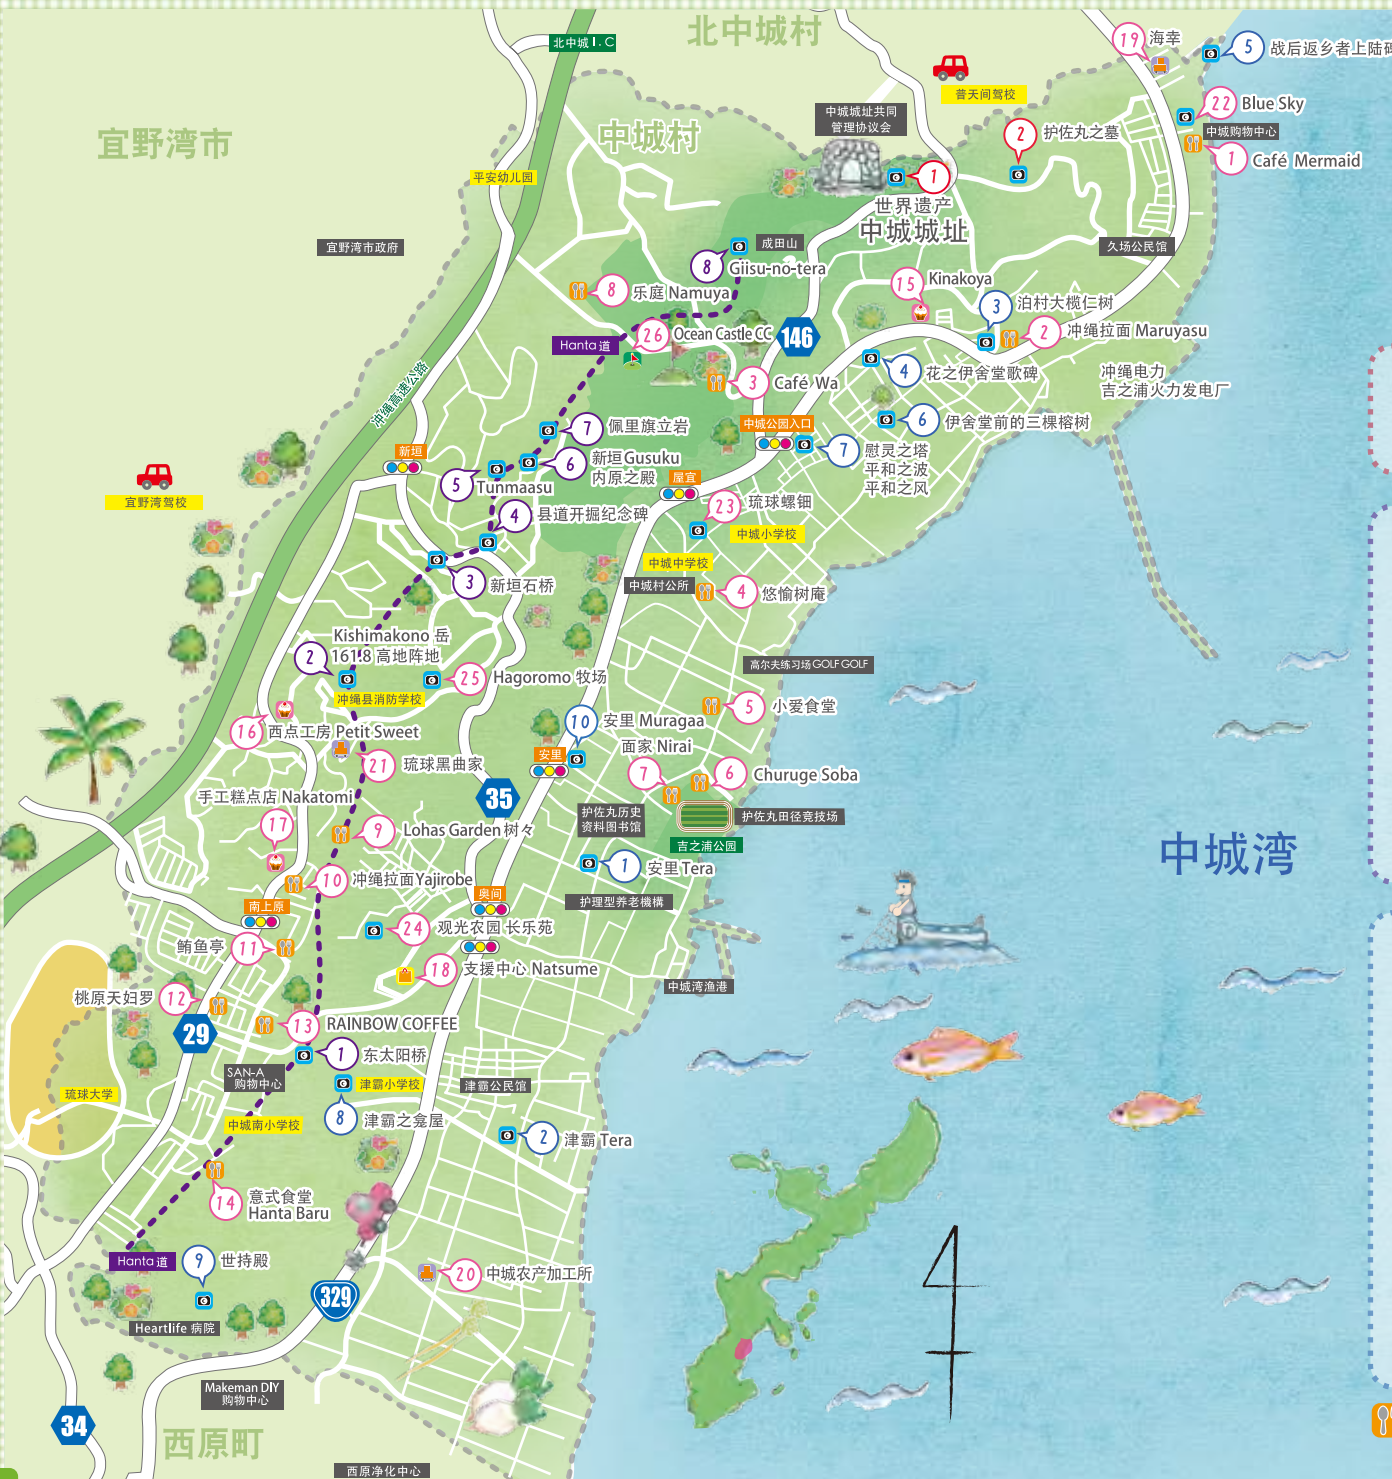 北中城村
北中城 I.C
19
海幸
5
战后返乡者上陆碑
普天间驾校
22
Blue Sky
宜野湾市
中城村
中城城址共同
管理协议会
2
护佐丸之墓
中城购物中心
1
Café Mermaid
平安幼儿园
1
世界遗产
中城城址
宜野湾市政府
成田山
久场公民馆
8
Giisu-no-tera
8
乐庭 Namuya
15
Kinakoya
3
泊村大榄仁树
Hanta 道
26
Ocean Castle CC
146
2
冲绳拉面 Maruyasu
冲绳高速公路
3
Café Wa
4
花之伊舍堂歌碑
冲绳电力
吉之浦火力发电厂
中城公园入口
6
伊舍堂前的三棵榕树
7
佩里旗立岩
7
慰灵之塔
平和之波
平和之风
新垣
6
新垣Gusuku
内原之殿
屋宜
宜野湾驾校
5
Tunmaasu
23
琉球螺钿
4
县道开掘纪念碑
中城小学校
中城中学校
3
新垣石桥
中城村公所
4
悠愉树庵
Kishimakono 岳
161.8 高地阵地
2
高尔夫练习场GOLF GOLF
25
Hagoromo 牧场
冲绳县消防学校
5
小爱食堂
16
西点工房 Petit Sweet
10
安里 Muragaa
面家 Nirai
21
琉球黑曲家
安里
7
6
Churuge Soba
手工糕点店 Nakatomi
35
17
9
Lohas Garden 树々
护佐丸历史
资料图书馆
护佐丸田径竞技场
吉之浦公园
中城湾
10
冲绳拉面Yajirobe
1
安里 Tera
南上原
奥间
护理型养老機構
鲔鱼亭
11
24
观光农园 长乐苑
18
支援中心 Natsume
桃原天妇罗
12
中城湾渔港
29
13
RAINBOW COFFEE
1
东太阳桥
SAN-A
购物中心
琉球大学
津霸小学校
津霸公民馆
中城南小学校
8
津霸之龛屋
2
津霸 Tera
14
意式食堂
Hanta Baru
Hanta 道
9
世持殿
20
中城农产加工所
329
Heartlife 病院
Makeman DIY
购物中心
34
西原町
西原净化中心